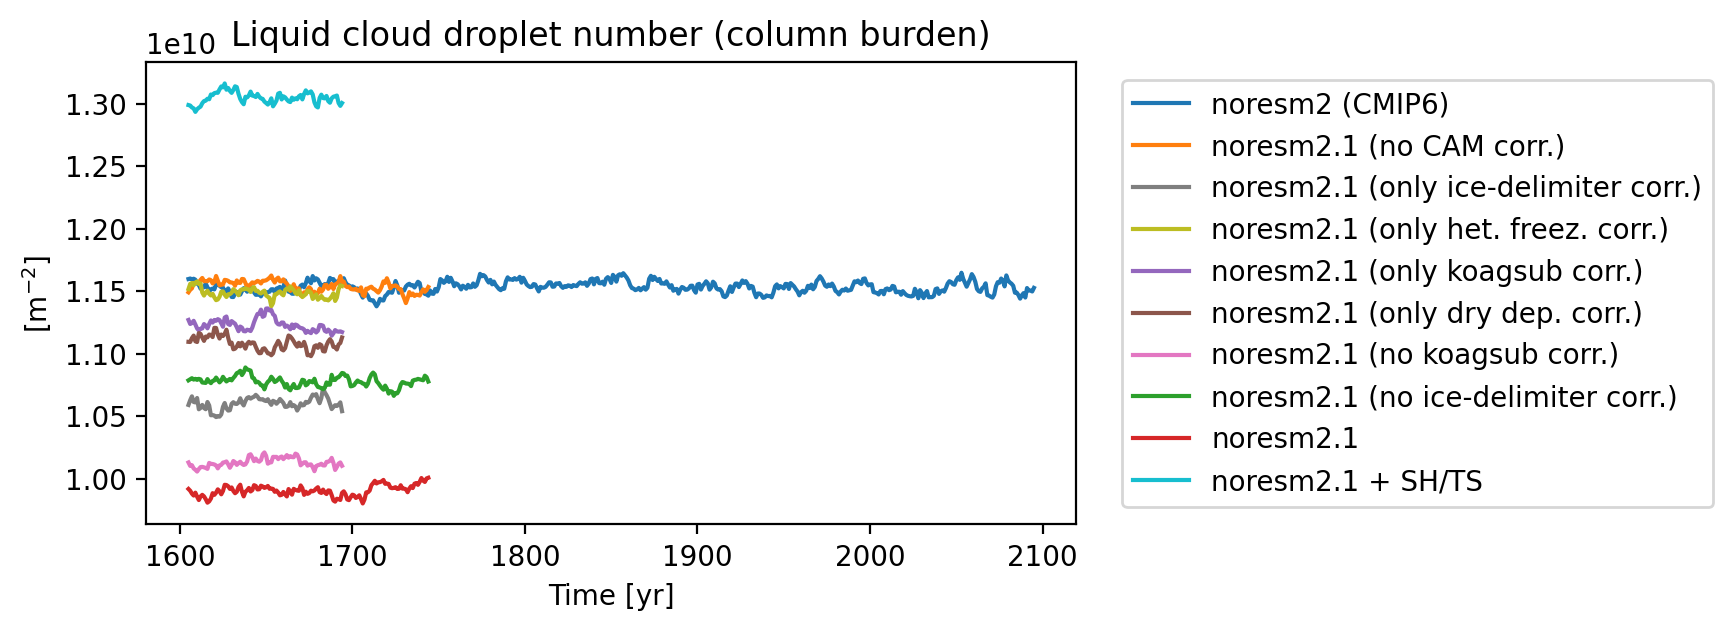 Liquid cloud droplet number (column burden)
1e10
1.30
1.25
1.20
1.15
1.10
1.05
1.00
[m⁻²]
1600 1700 1800 1900 2000 2100
Time [yr]
noresm2 (CMIP6)
noresm2.1 (no CAM corr.)
noresm2.1 (only ice-delimiter corr.)
noresm2.1 (only het. freez. corr.)
noresm2.1 (only koagsub corr.)
noresm2.1 (only dry dep. corr.)
noresm2.1 (no koagsub corr.)
noresm2.1 (no ice-delimiter corr.)
noresm2.1
noresm2.1 + SH/TS